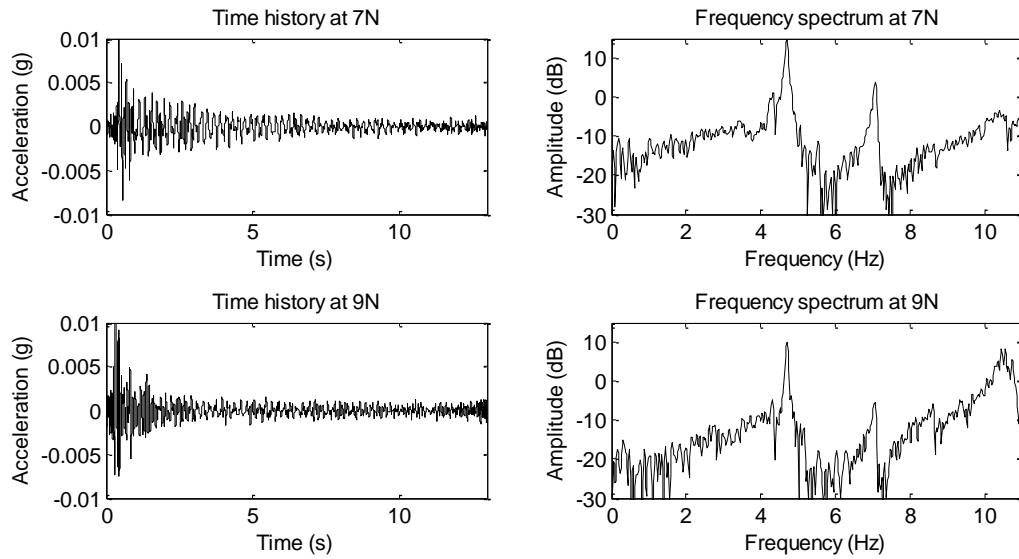 Time history at 7N
Acceleration (g)
0.01
0.005
0
-0.005
-0.01
0 5 10
Time (s)
Frequency spectrum at 7N
Amplitude (dB)
10
0
-10
-20
-30
0 2 4 6 8 10
Frequency (Hz)
Time history at 9N
Acceleration (g)
0.01
0.005
0
-0.005
-0.01
0 5 10
Time (s)
Frequency spectrum at 9N
Amplitude (dB)
10
0
-10
-20
-30
0 2 4 6 8 10
Frequency (Hz)